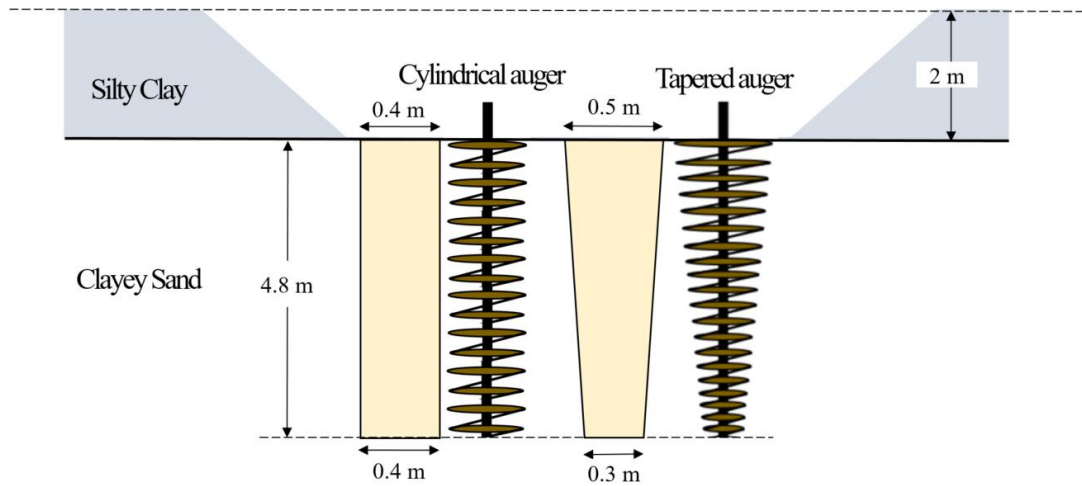 Silty Clay
Cylindrical auger
Tapered auger
2 m
0.4 m
0.5 m
Clayey Sand
4.8 m
0.4 m
0.3 m